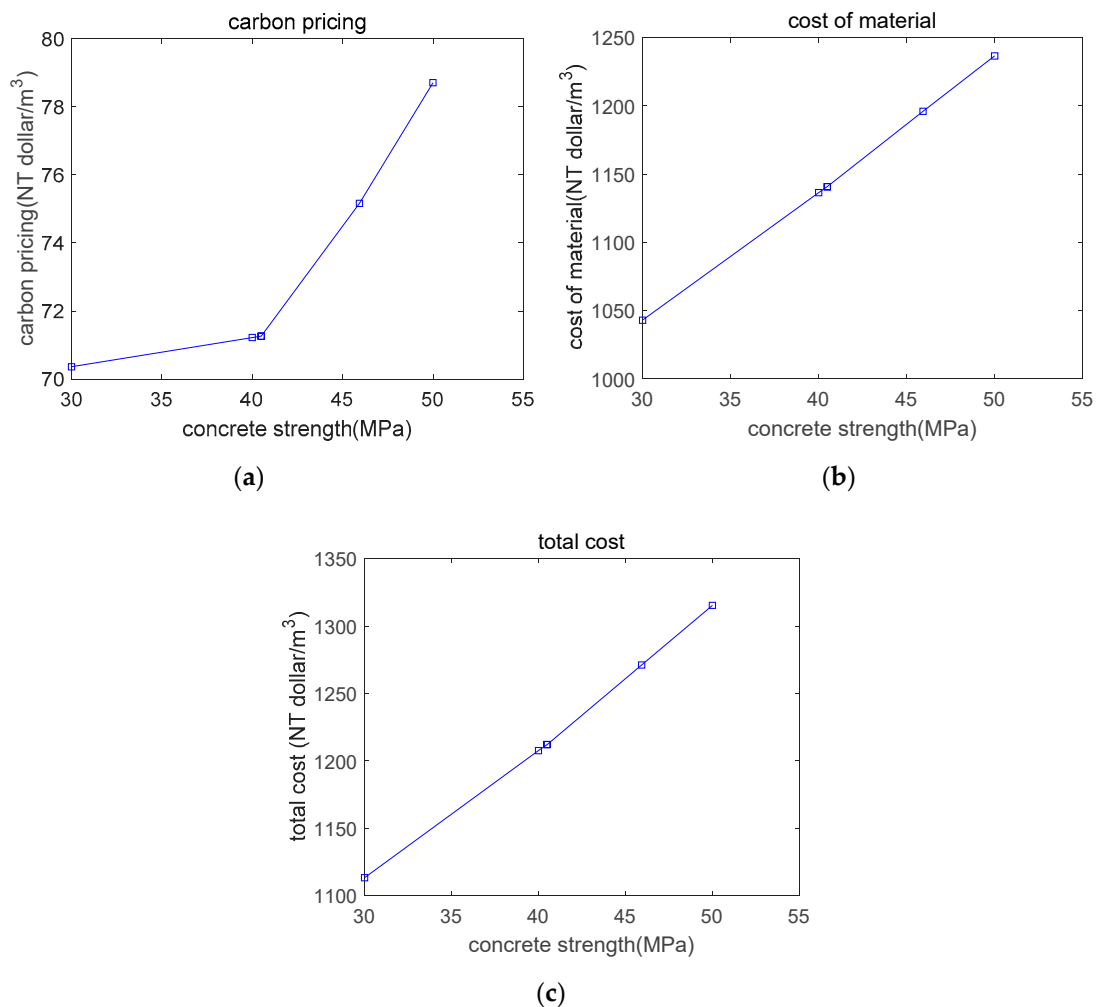 carbon pricing
80
78
76
74
72
70
carbon pricing(NT dollar/m³)
30 35 40 45 50 55
concrete strength(MPa)
(a)
cost of material
1250
1200
1150
1100
1050
1000
cost of material(NT dollar/m³)
30 35 40 45 50 55
concrete strength(MPa)
(b)
total cost
1350
1300
1250
1200
1150
1100
total cost (NT dollar/m³)
30 35 40 45 50 55
concrete strength(MPa)
(c)